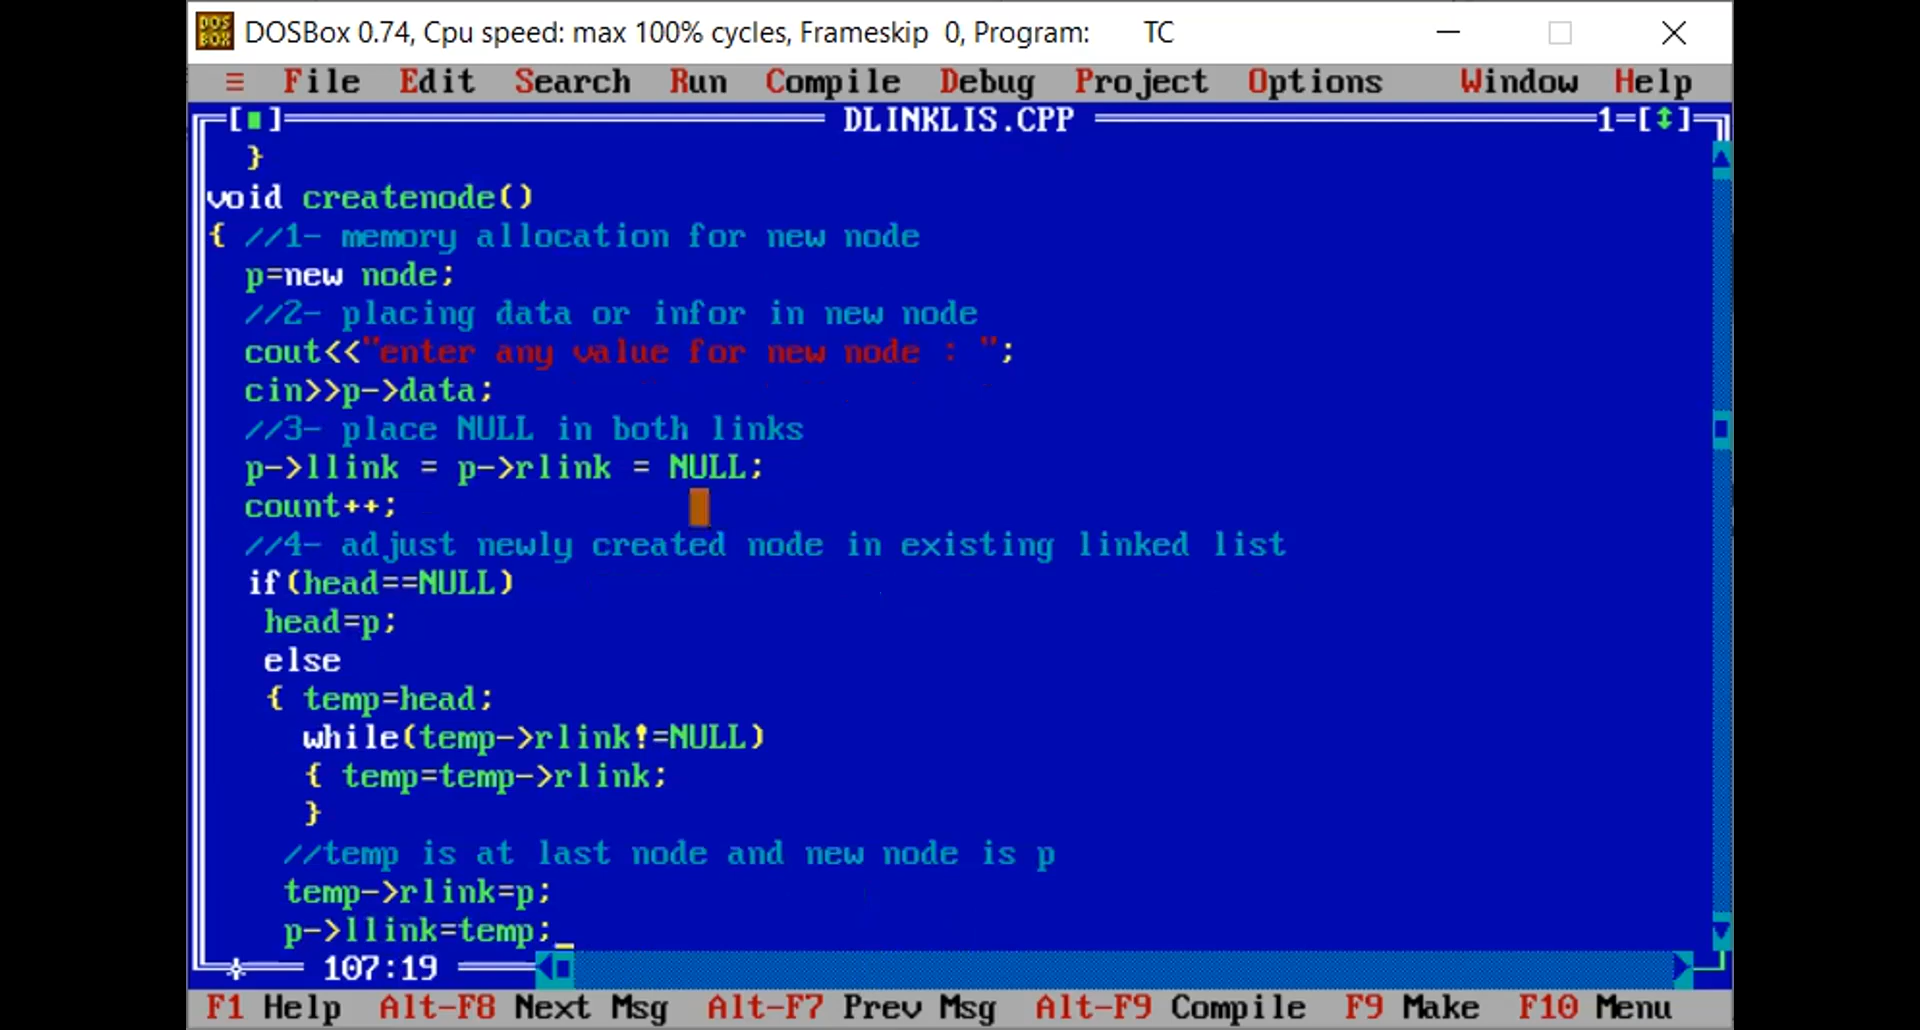 DOSBox 0.74, Cpu speed: max 100% cycles, Frameskip 0, Program: TC
≡ File Edit Search Run Compile Debug Project Options Window Help
[■] DLINKLIS.CPP 1=[↕]
}
void createnode()
{ //1- memory allocation for new node
p=new node;
//2- placing data or infor in new node
cout<<"enter any value for new node : ";
cin>>p->data;
//3- place NULL in both links
p->llink = p->rlink = NULL;
count++;
//4- adjust newly created node in existing linked list
if(head==NULL)
head=p;
else
{ temp=head;
while(temp->rlink!=NULL)
{ temp=temp->rlink;
}
//temp is at last node and new node is p
temp->rlink=p;
p->llink=temp;_
107:19
F1 Help Alt-F8 Next Msg Alt-F7 Prev Msg Alt-F9 Compile F9 Make F10 Menu